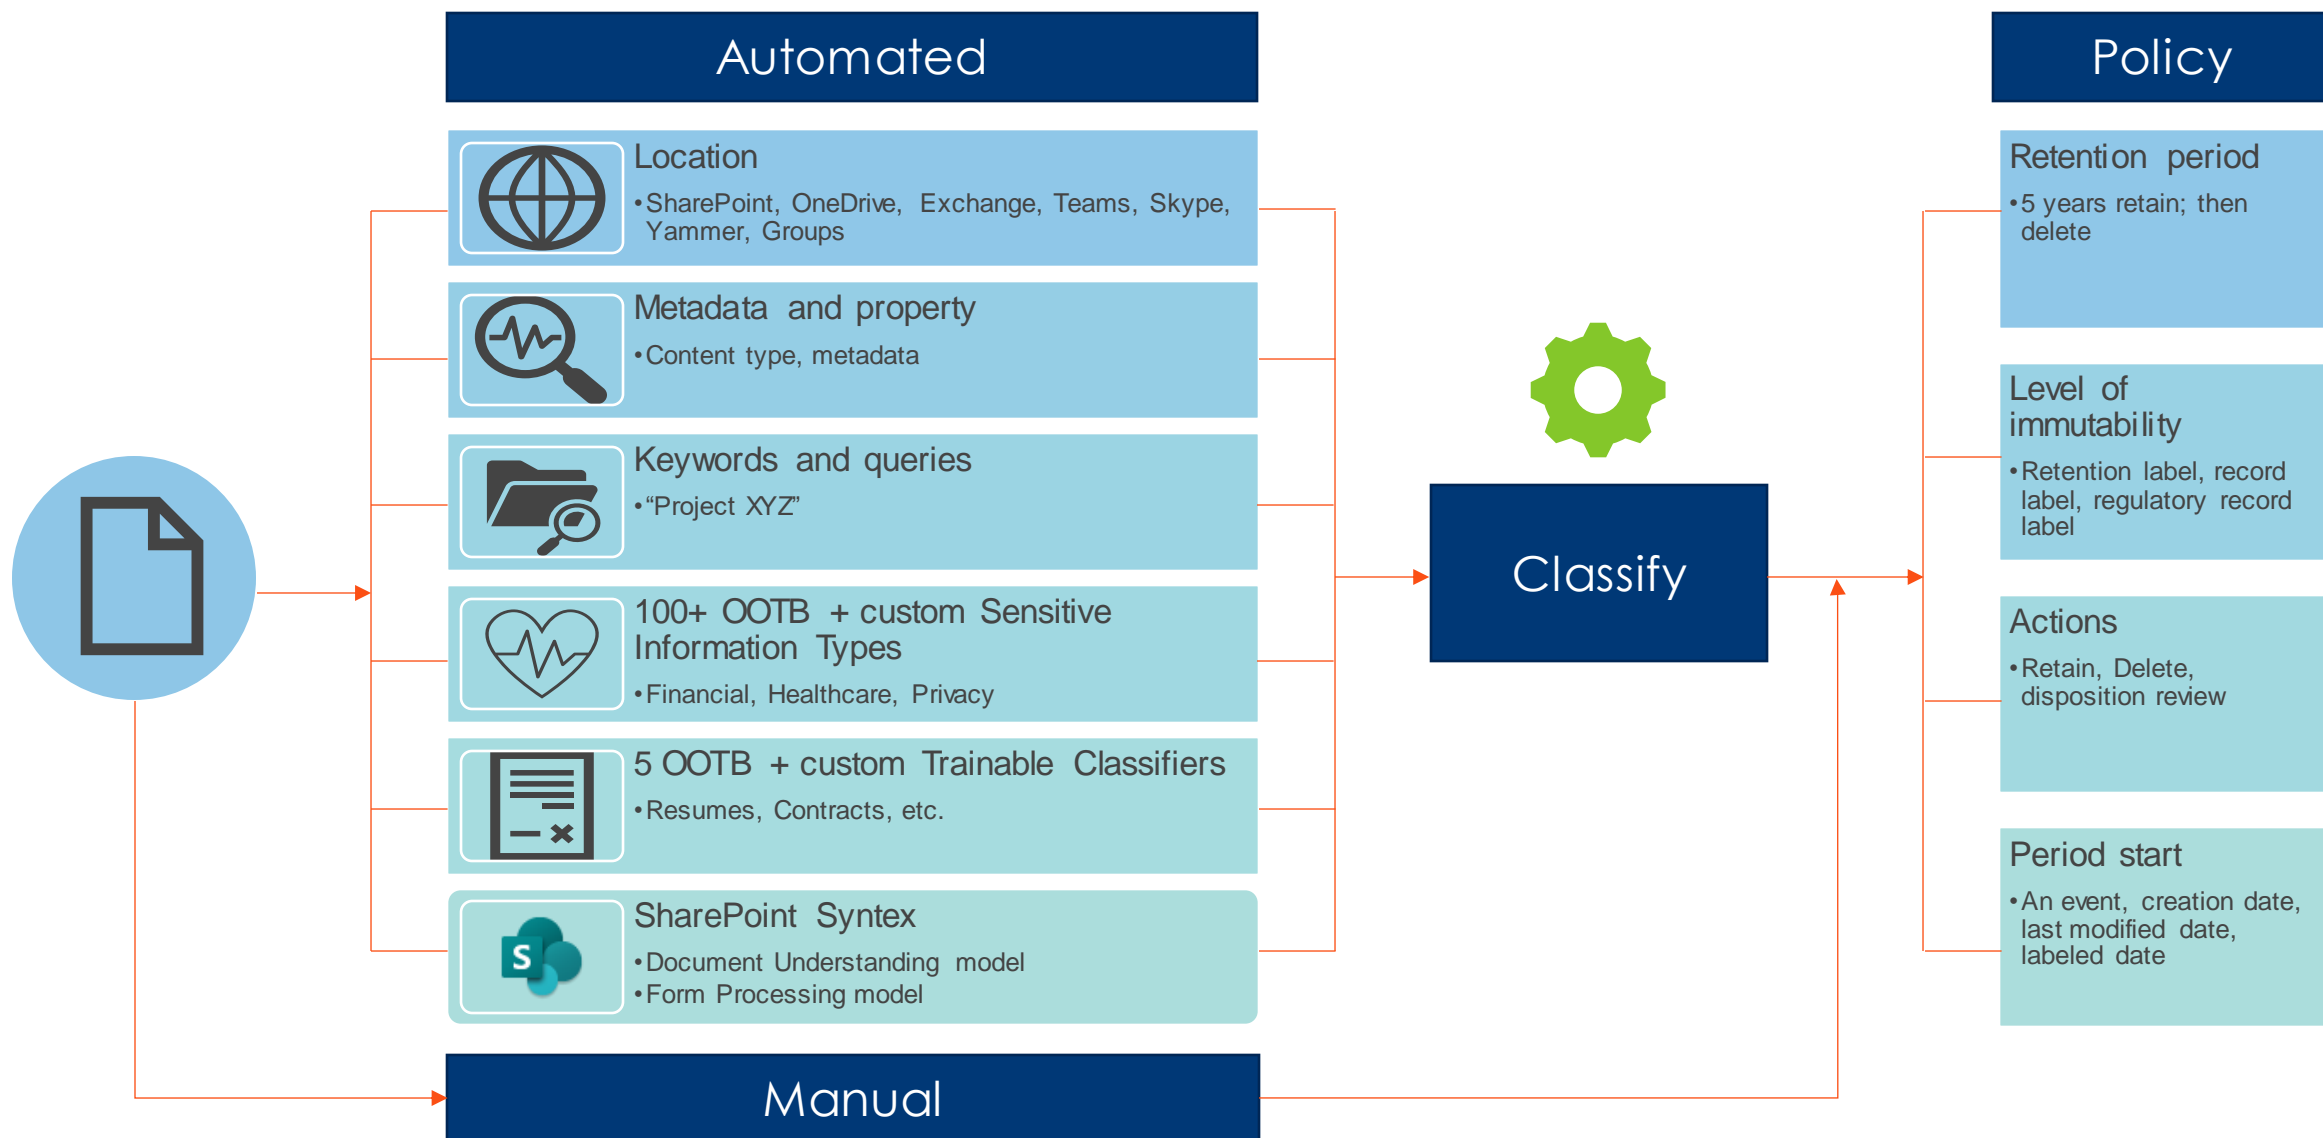 Automated
Location
•SharePoint, OneDrive, Exchange, Teams, Skype,
Yammer, Groups
Metadata and property
•Content type, metadata
Keywords and queries
•“Project XYZ”
100+ OOTB + custom Sensitive
Information Types
•Financial, Healthcare, Privacy
5 OOTB + custom Trainable Classifiers
•Resumes, Contracts, etc.
S
SharePoint Syntex
•Document Understanding model
•Form Processing model
Manual
Classify
Policy
Retention period
•5 years retain; then
delete
Level of
immutability
•Retention label, record
label, regulatory record
label
Actions
•Retain, Delete,
disposition review
Period start
•An event, creation date,
last modified date,
labeled date